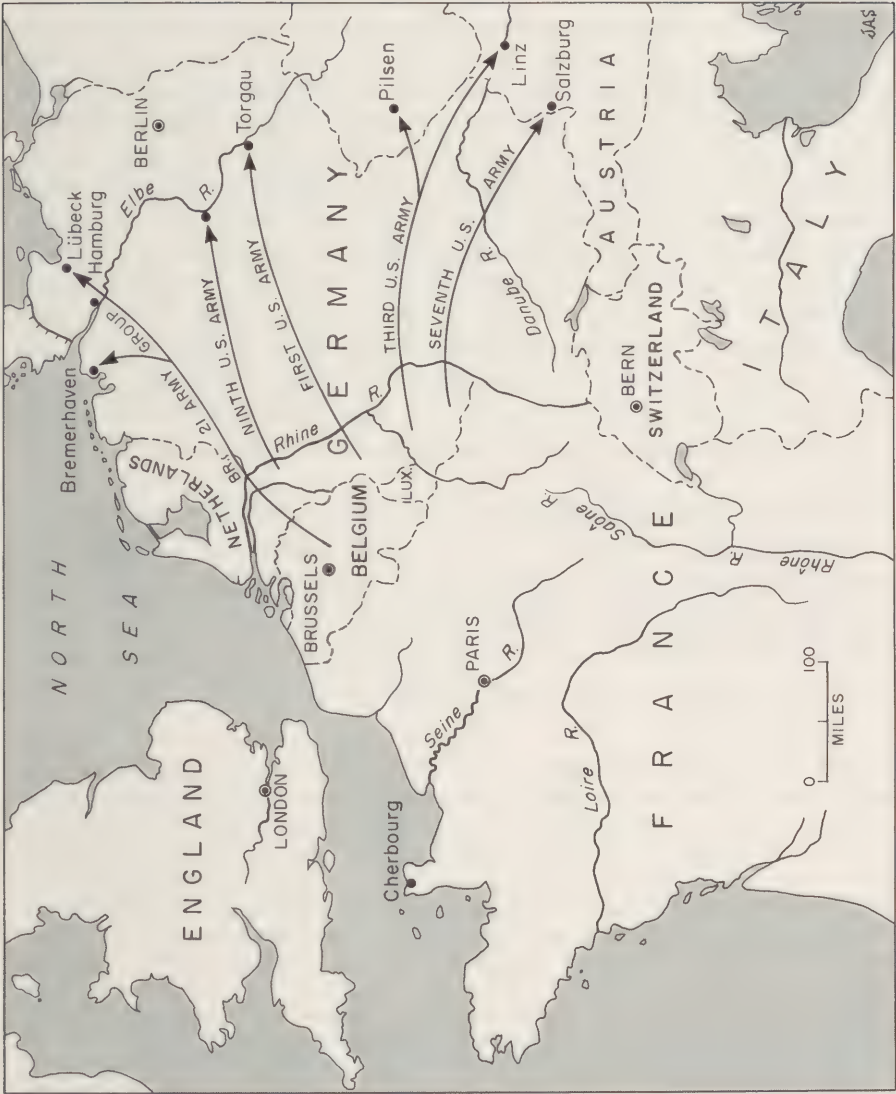 NORTH
SEA
ENGLAND
LONDON
Cherbourg
Bremerhaven
Lübeck
Hamburg
BERLIN
Torgau
Pilsen
Linz
Salzburg
Elbe
R.
BR. 21 ARMY GROUP
NINTH U.S. ARMY
FIRST U.S. ARMY
THIRD U.S. ARMY
SEVENTH U.S. ARMY
NETHERLANDS
BRUSSELS
BELGIUM
LUX.
GERMANY
Rhine
R.
Danube
R.
AUSTRIA
BERN
SWITZERLAND
ITALY
PARIS
Seine
R.
Loire
R.
Saône
R.
Rhône
R.
FRANCE
0
100
MILES
JAS